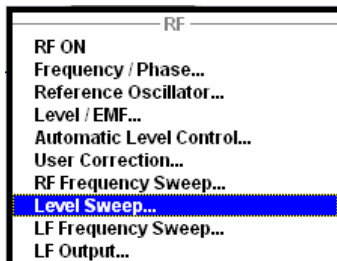 RF
RF ON
Frequency / Phase...
Reference Oscillator...
Level / EMF...
Automatic Level Control...
User Correction...
RF Frequency Sweep...
Level Sweep...
LF Frequency Sweep...
LF Output...